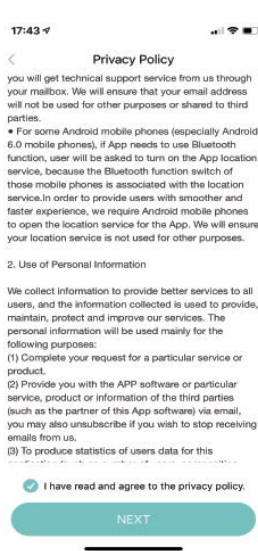 17:43
Privacy Policy
you will get technical support service from us through
your mailbox. We will ensure that your email address
will not be used for other purposes or shared to third
parties.
• For some Android mobile phones (especially Android
6.0 mobile phones), if App needs to use Bluetooth
function, user will be asked to turn on the App location
service, because the Bluetooth function switch of
those mobile phones is associated with the location
service.In order to provide users with smoother and
faster experience, we require Android mobile phones
to open the location service for the App. We will ensure
your location service is not used for other purposes.
2. Use of Personal Information
We collect information to provide better services to all
users, and the information collected is used to provide,
maintain, protect and improve our services. The
personal information will be used mainly for the
following purposes:
(1) Complete your request for a particular service or
product.
(2) Provide you with the APP software or particular
service, product or information of the third parties
(such as the partner of this App software) via email,
you may also unsubscribe if you wish to stop receiving
emails from us.
(3) To produce statistics of users data for this
I have read and agree to the privacy policy.
NEXT